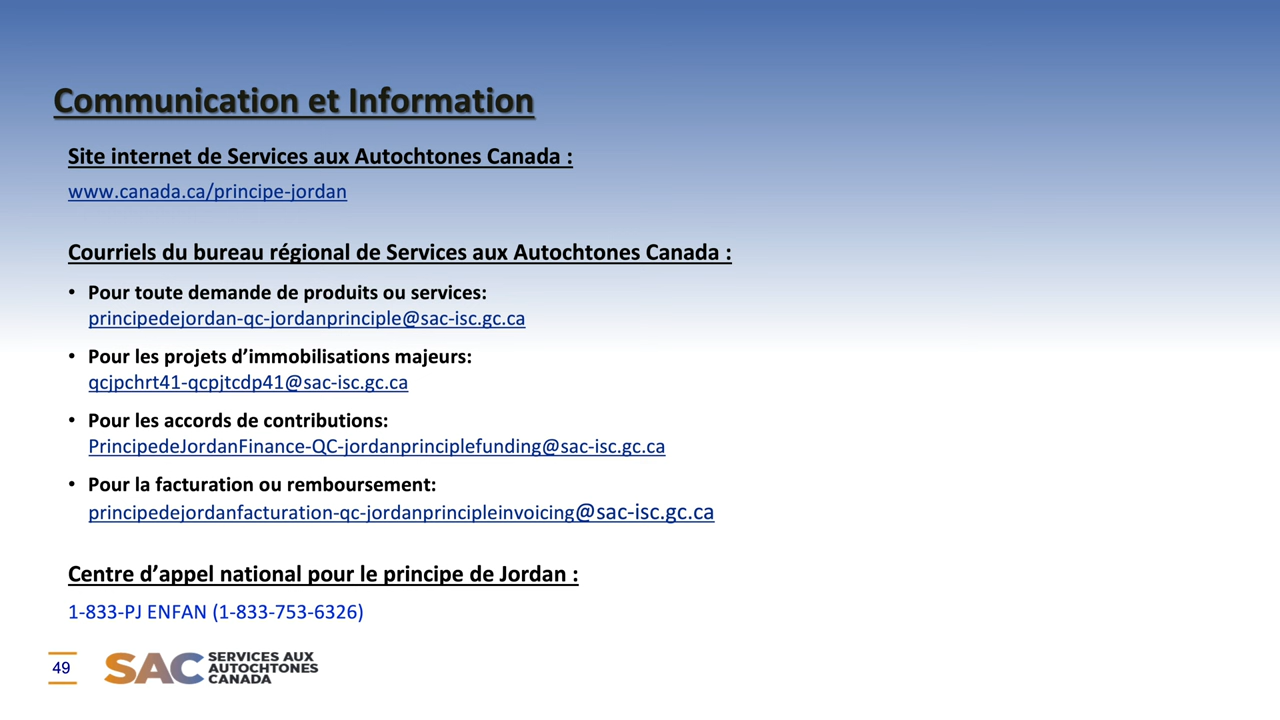 Communication et Information
Site internet de Services aux Autochtones Canada :
www.canada.ca/principe-jordan
Courriels du bureau régional de Services aux Autochtones Canada :
• Pour toute demande de produits ou services:
principedejordan-qc-jordanprinciple@sac-isc.gc.ca
• Pour les projets d’immobilisations majeurs:
qcjpchrt41-qcpjtcdp41@sac-isc.gc.ca
• Pour les accords de contributions:
PrincipedeJordanFinance-QC-jordanprinciplefunding@sac-isc.gc.ca
• Pour la facturation ou remboursement:
principedejordanfacturation-qc-jordanprincipleinvoicing@sac-isc.gc.ca
Centre d’appel national pour le principe de Jordan :
1-833-PJ ENFAN (1-833-753-6326)
49
SAC SERVICES AUX
AUTOCHTONES
CANADA